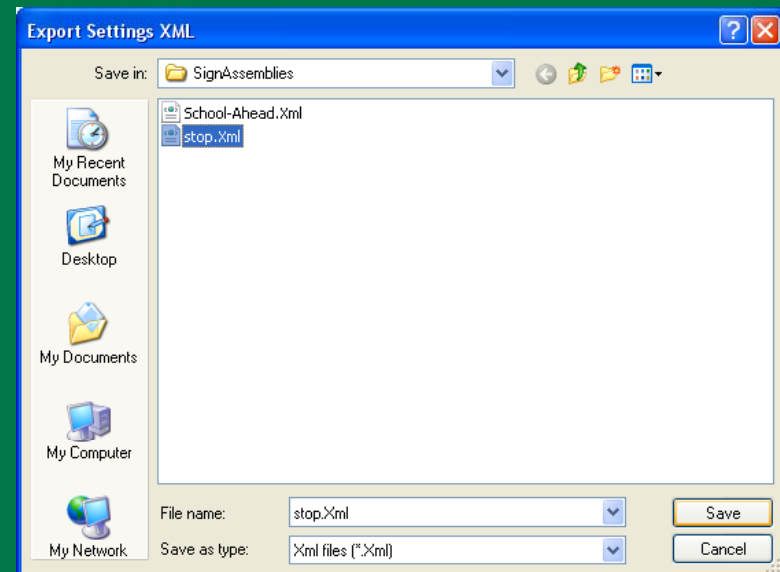 Export Settings XML
Save in:
SignAssemblies
School-Ahead.Xml
stop.Xml
My Recent
Documents
Desktop
My Documents
My Computer
My Network
File name:
stop.Xml
Save
Save as type:
Xml files (*.Xml)
Cancel